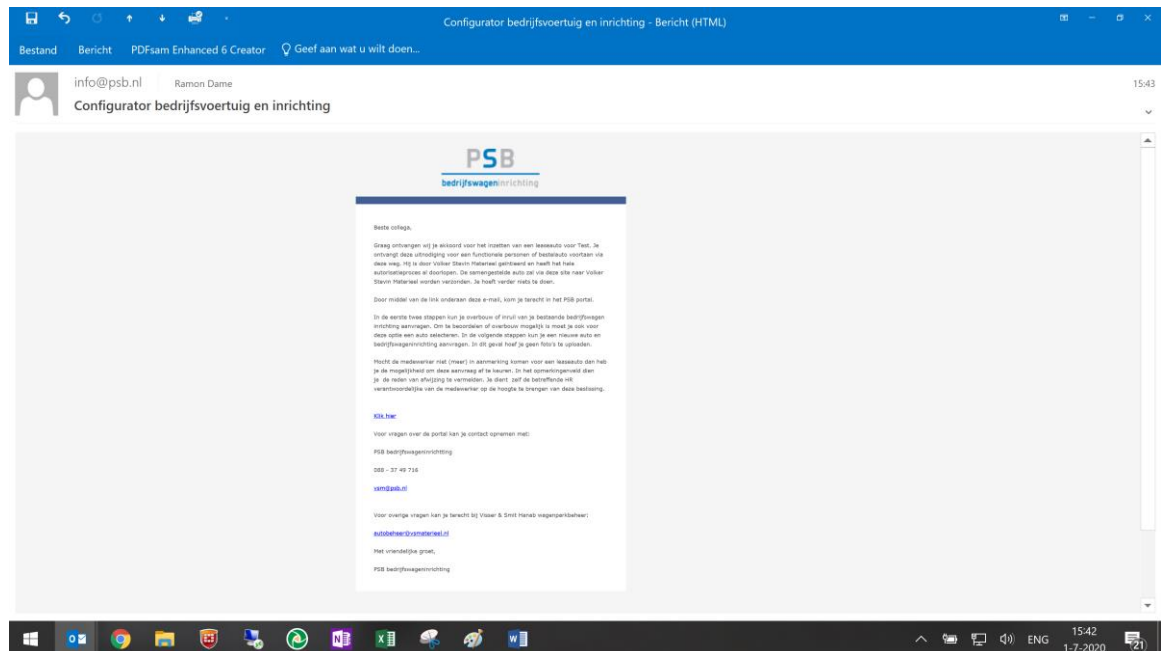 Configurator bedrijfsvoertuig en inrichting - Bericht (HTML)
Bestand Bericht PDFsam Enhanced 6 Creator Geef aan wat u wilt doen...
info@psb.nl Ramon Dame 15:43
Configurator bedrijfsvoertuig en inrichting
PSB
bedrijfswageninrichting
Beste collega,
Graag ontvangen wij je akkoord voor het inzetten van een leaseauto voor Test. Je
ontvangt deze uitnodiging voor een functionele personen of bestelauto voortaan via
deze weg. Hij is door Volker Stevin Materieel geïnitieerd en heeft het hele
autorisatieproces al doorlopen. De samengestelde auto zal via deze site naar Volker
Stevin Materieel worden verzonden. Je hoeft verder niets te doen.
Door middel van de link onderaan deze e-mail, kom je terecht in het PSB portal.
In de eerste twee stappen kun je overbouw of inruil van je bestaande bedrijfswagen
inrichting aanvragen. Om te beoordelen of overbouw mogelijk is moet je ook voor
deze optie een auto selecteren. In de volgende stappen kun je een nieuwe auto en
bedrijfswageninrichting aanvragen. In dit geval hoef je geen foto's te uploaden.
Mocht de medewerker niet (meer) in aanmerking komen voor een leaseauto dan heb
je de mogelijkheid om deze aanvraag af te keuren. In het opmerkingenveld dien
je de reden van afwijzing te vermelden. Je dient zelf de betreffende HR
verantwoordelijke van de medewerker op de hoogte te brengen van deze beslissing.
Klik hier
Voor vragen over de portal kan je contact opnemen met:
PSB bedrijfswageninrichtting
088 - 37 48 716
vsm@psb.nl
Voor overige vragen kan je terecht bij Visser & Smit Hanab wagenparkbeheer:
autobeheer@vsmaterieel.nl
Met vriendelijke groet,
PSB bedrijfswageninrichting
ENG 15:42
1-7-2020 21